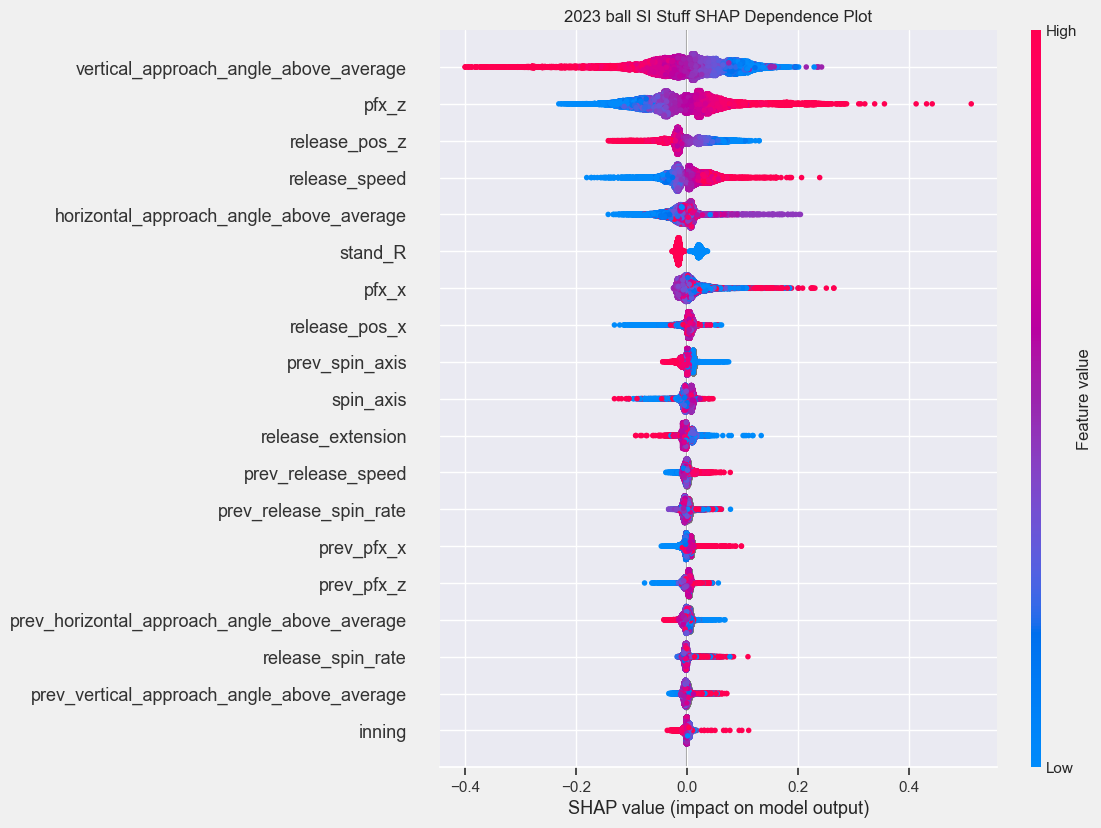 2023 ball SI Stuff SHAP Dependence Plot
High
vertical_approach_angle_above_average
pfx_z
release_pos_z
release_speed
horizontal_approach_angle_above_average
stand_R
pfx_x
release_pos_x
prev_spin_axis
spin_axis
release_extension
prev_release_speed
prev_release_spin_rate
prev_pfx_x
prev_pfx_z
prev_horizontal_approach_angle_above_average
release_spin_rate
prev_vertical_approach_angle_above_average
inning
Feature value
Low
−0.4 −0.2 0.0 0.2 0.4
SHAP value (impact on model output)